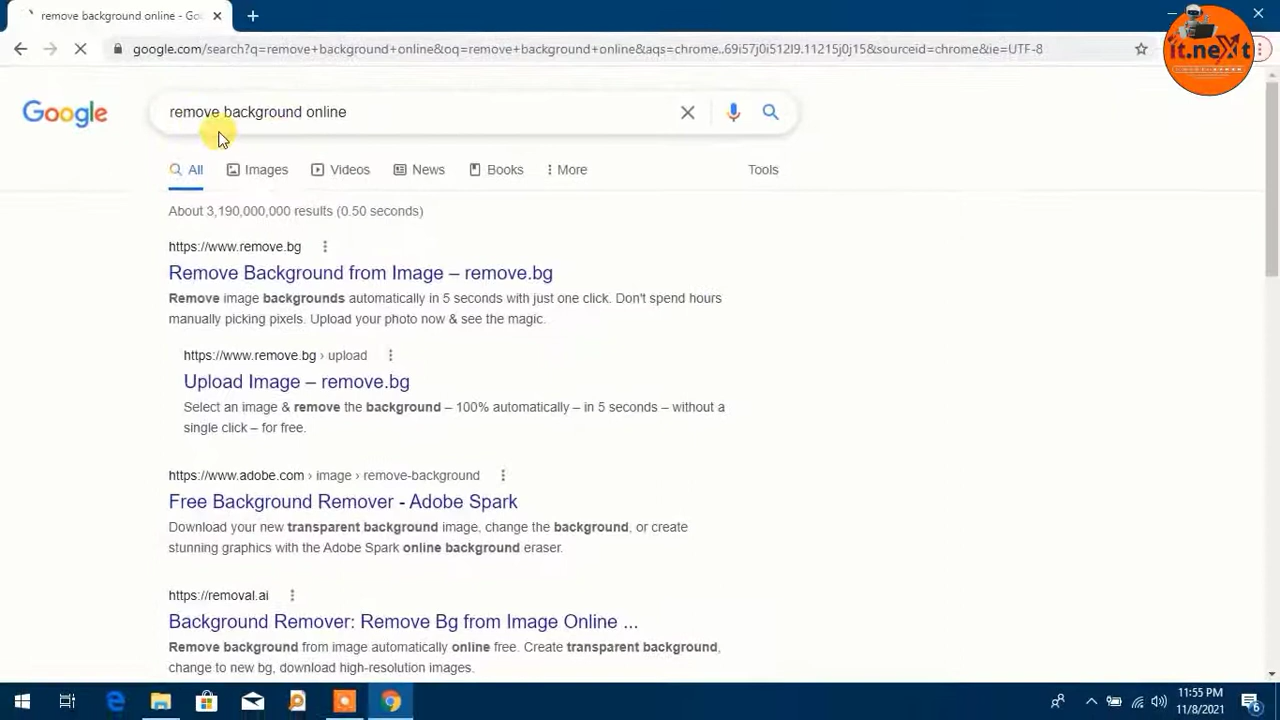 remove background online - Goo
google.com/search?q=remove+background+online&oq=remove+background+online&aqs=chrome..69i57j0i512l9.11215j0j15&sourceid=chrome&ie=UTF-8
it.neXt
Google
remove background online
All
Images
Videos
News
Books
More
Tools
About 3,190,000,000 results (0.50 seconds)
https://www.remove.bg
Remove Background from Image – remove.bg
Remove image backgrounds automatically in 5 seconds with just one click. Don't spend hours
manually picking pixels. Upload your photo now & see the magic.
https://www.remove.bg › upload
Upload Image – remove.bg
Select an image & remove the background – 100% automatically – in 5 seconds – without a
single click – for free.
https://www.adobe.com › image › remove-background
Free Background Remover - Adobe Spark
Download your new transparent background image, change the background, or create
stunning graphics with the Adobe Spark online background eraser.
https://removal.ai
Background Remover: Remove Bg from Image Online ...
Remove background from image automatically online free. Create transparent background,
change to new bg, download high-resolution images.
11:55 PM
11/8/2021
6